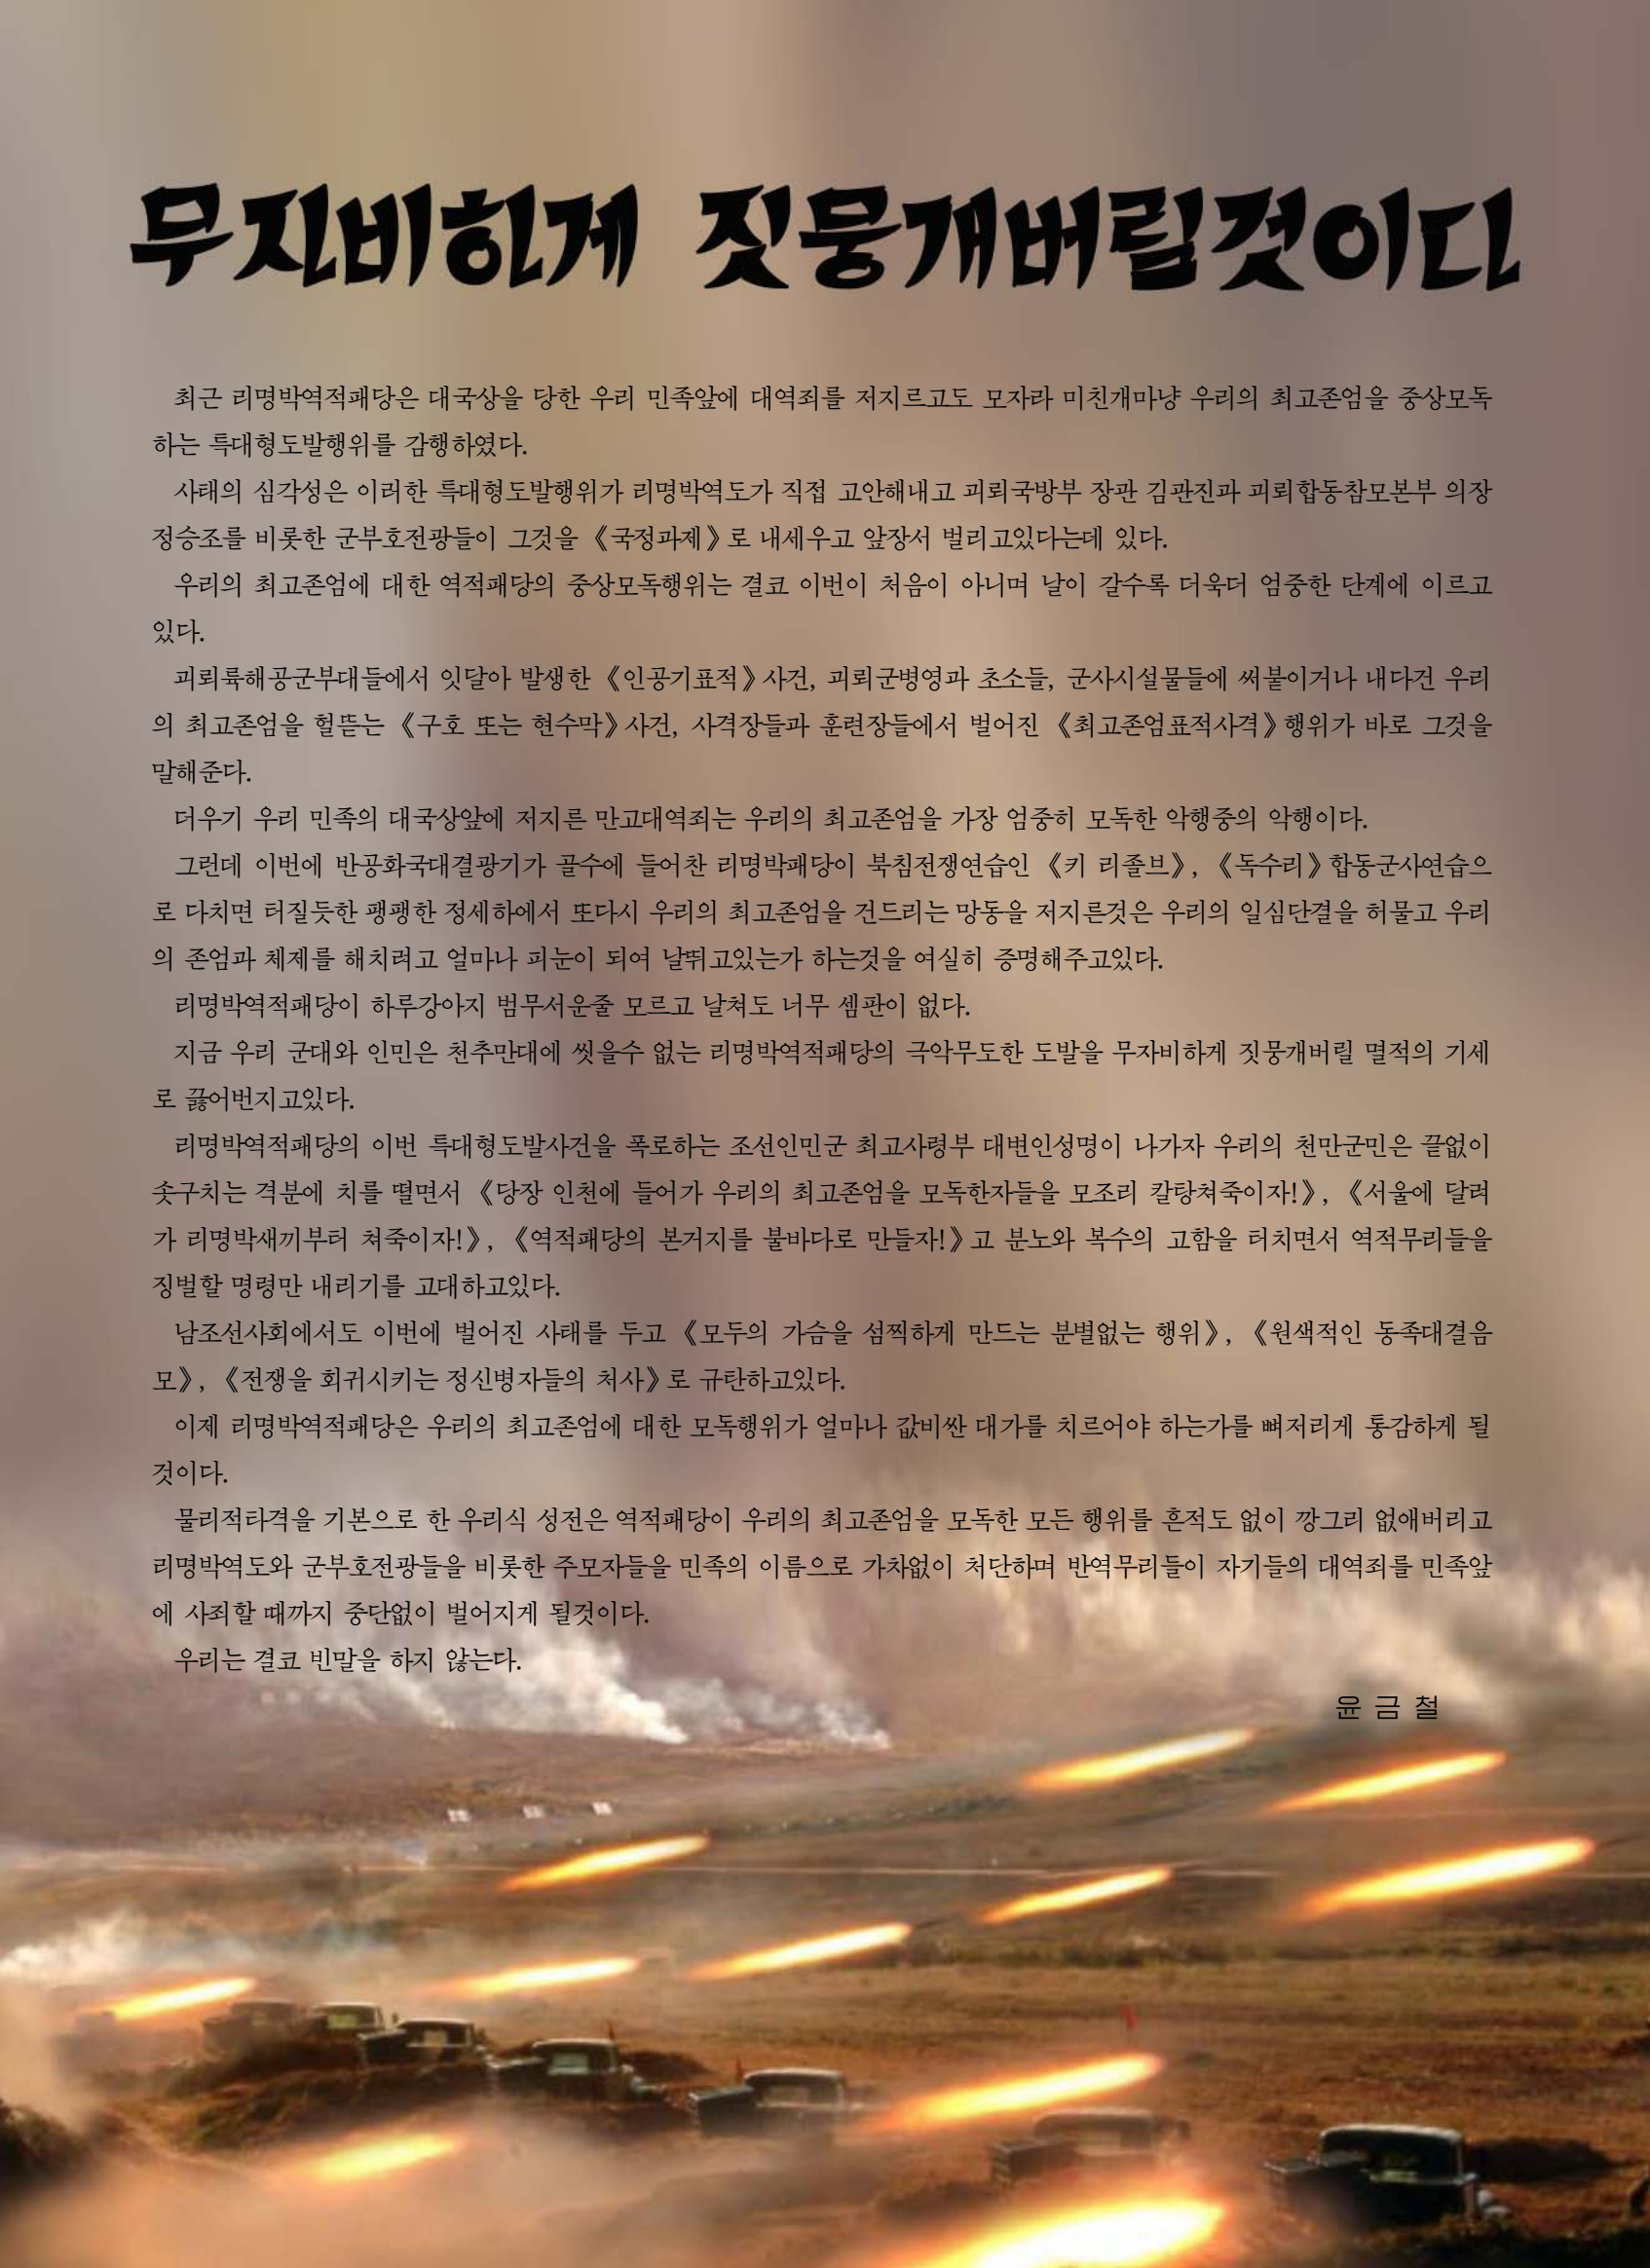 무자비하게 짓뭉개버릴것이다
최근 리명박역적패당은 대국상을 당한 우리 민족앞에 대역죄를 저지르고도 모자라 미친개마냥 우리의 최고존엄을 중상모독
하는 특대형도발행위를 감행하였다.
사태의 심각성은 이러한 특대형도발행위가 리명박역도가 직접 고안해내고 괴뢰국방부 장관 김관진과 괴뢰합동참모본부 의장
정승조를 비롯한 군부호전광들이 그것을 《국정과제》로 내세우고 앞장서 벌리고있다는데 있다.
우리의 최고존엄에 대한 역적패당의 중상모독행위는 결코 이번이 처음이 아니며 날이 갈수록 더욱더 엄중한 단계에 이르고
있다.
괴뢰륙해공군부대들에서 잇달아 발생한 《인공기표적》사건, 괴뢰군병영과 초소들, 군사시설물들에 써붙이거나 내다건 우리
의 최고존엄을 헐뜯는 《구호 또는 현수막》사건, 사격장들과 훈련장들에서 벌어진 《최고존엄표적사격》행위가 바로 그것을
말해준다.
더우기 우리 민족의 대국상앞에 저지른 만고대역죄는 우리의 최고존엄을 가장 엄중히 모독한 악행중의 악행이다.
그런데 이번에 반공화국대결광기가 골수에 들어찬 리명박패당이 북침전쟁연습인 《키 리졸브》, 《독수리》합동군사연습으
로 다치면 터질듯한 팽팽한 정세하에서 또다시 우리의 최고존엄을 건드리는 망동을 저지른것은 우리의 일심단결을 허물고 우리
의 존엄과 체제를 해치려고 얼마나 피눈이 되여 날뛰고있는가 하는것을 여실히 증명해주고있다.
리명박역적패당이 하루강아지 범무서운줄 모르고 날쳐도 너무 셈판이 없다.
지금 우리 군대와 인민은 천추만대에 씻을수 없는 리명박역적패당의 극악무도한 도발을 무자비하게 짓뭉개버릴 멸적의 기세
로 끓어번지고있다.
리명박역적패당의 이번 특대형도발사건을 폭로하는 조선인민군 최고사령부 대변인성명이 나가자 우리의 천만군민은 끝없이
솟구치는 격분에 치를 떨면서 《당장 인천에 들어가 우리의 최고존엄을 모독한자들을 모조리 칼탕쳐죽이자!》, 《서울에 달려
가 리명박새끼부터 쳐죽이자!》, 《역적패당의 본거지를 불바다로 만들자!》고 분노와 복수의 고함을 터치면서 역적무리들을
징벌할 명령만 내리기를 고대하고있다.
남조선사회에서도 이번에 벌어진 사태를 두고 《모두의 가슴을 섬찍하게 만드는 분별없는 행위》, 《원색적인 동족대결음
모》, 《전쟁을 회귀시키는 정신병자들의 처사》로 규탄하고있다.
이제 리명박역적패당은 우리의 최고존엄에 대한 모독행위가 얼마나 값비싼 대가를 치르어야 하는가를 뼈저리게 통감하게 될
것이다.
물리적타격을 기본으로 한 우리식 성전은 역적패당이 우리의 최고존엄을 모독한 모든 행위를 흔적도 없이 깡그리 없애버리고
리명박역도와 군부호전광들을 비롯한 주모자들을 민족의 이름으로 가차없이 처단하며 반역무리들이 자기들의 대역죄를 민족앞
에 사죄할 때까지 중단없이 벌어지게 될것이다.
우리는 결코 빈말을 하지 않는다.
윤 금 철